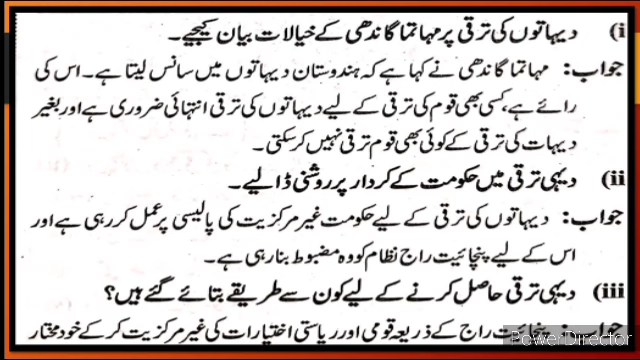 i) دیہاتوں کی ترقی پر مہاتما گاندھی کے خیالات بیان کیجیے۔
جواب: مہاتما گاندھی نے کہا ہے کہ ہندوستان دیہاتوں میں سانس لیتا ہے۔ اس کی
رائے ہے، کسی بھی قوم کی ترقی کے لیے دیہاتوں کی ترقی انتہائی ضروری ہے اور بغیر
دیہات کی ترقی کے کوئی بھی قوم ترقی نہیں کر سکتی۔
ii) دیہی ترقی میں حکومت کے کردار پر روشنی ڈالیے۔
جواب: دیہاتوں کی ترقی کے لیے حکومت غیر مرکزیت کی پالیسی پر عمل کر رہی ہے اور
اس کے لیے پنچائیت راج نظام کو وہ مضبوط بنا رہی ہے۔
iii) دیہی ترقی حاصل کرنے کے لیے کون سے طریقے بتائے گئے ہیں؟
جواب: پنچائیت راج کے ذریعہ قومی اور ریاستی اختیارات کی غیر مرکزیت کر کے خود مختار
PowerDirector